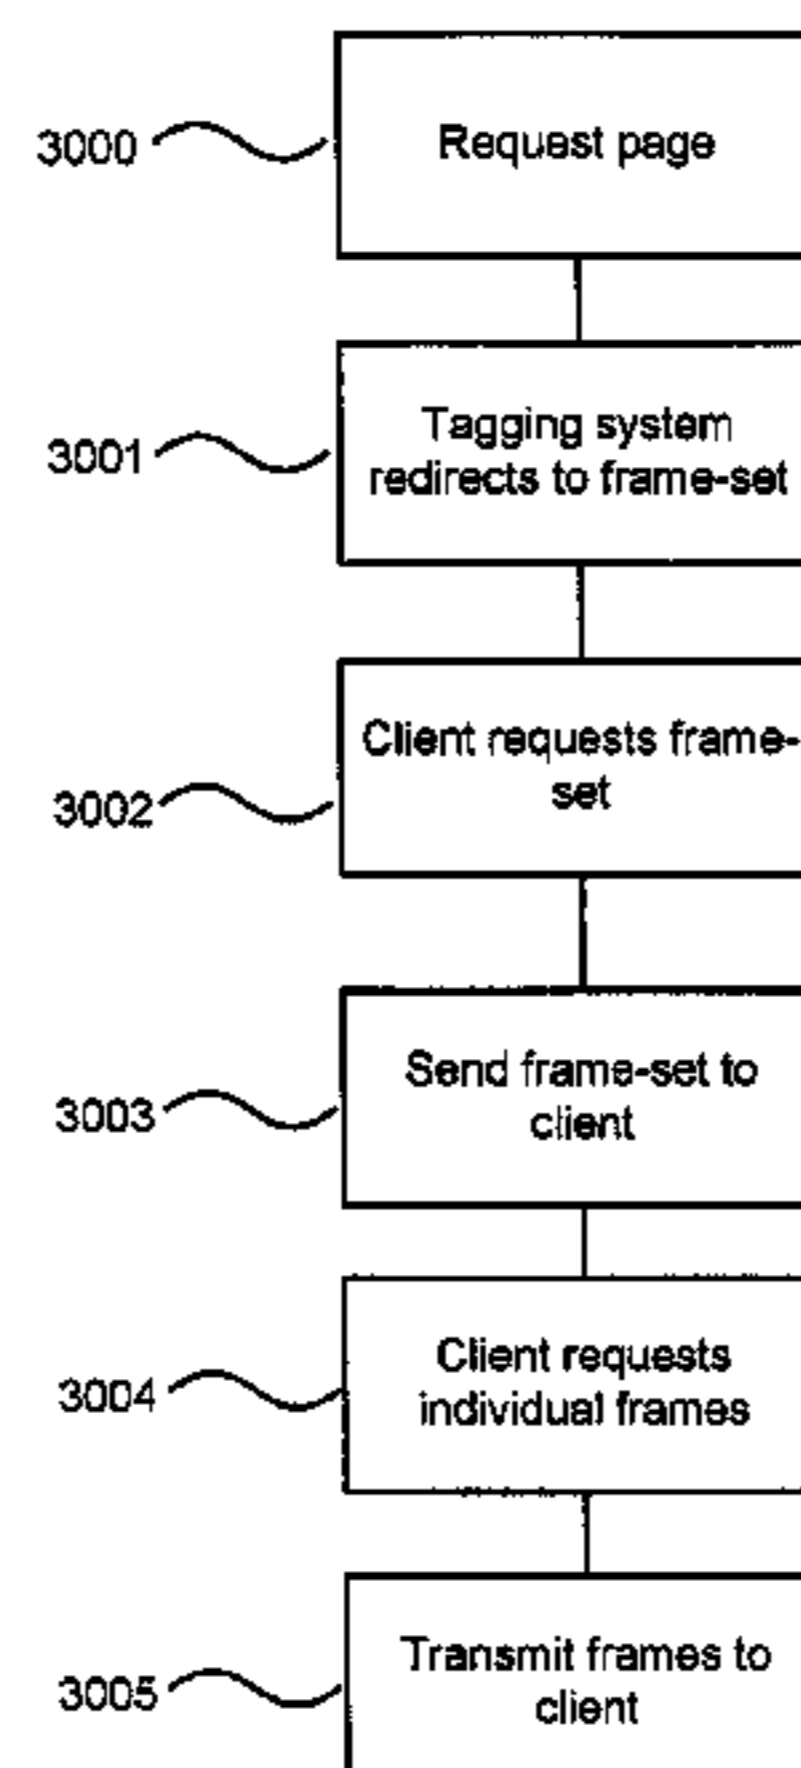 3000
Request page
3001
Tagging system
redirects to frame-set
3002
Client requests frame-
set
3003
Send frame-set to
client
3004
Client requests
individual frames
3005
Transmit frames to
client